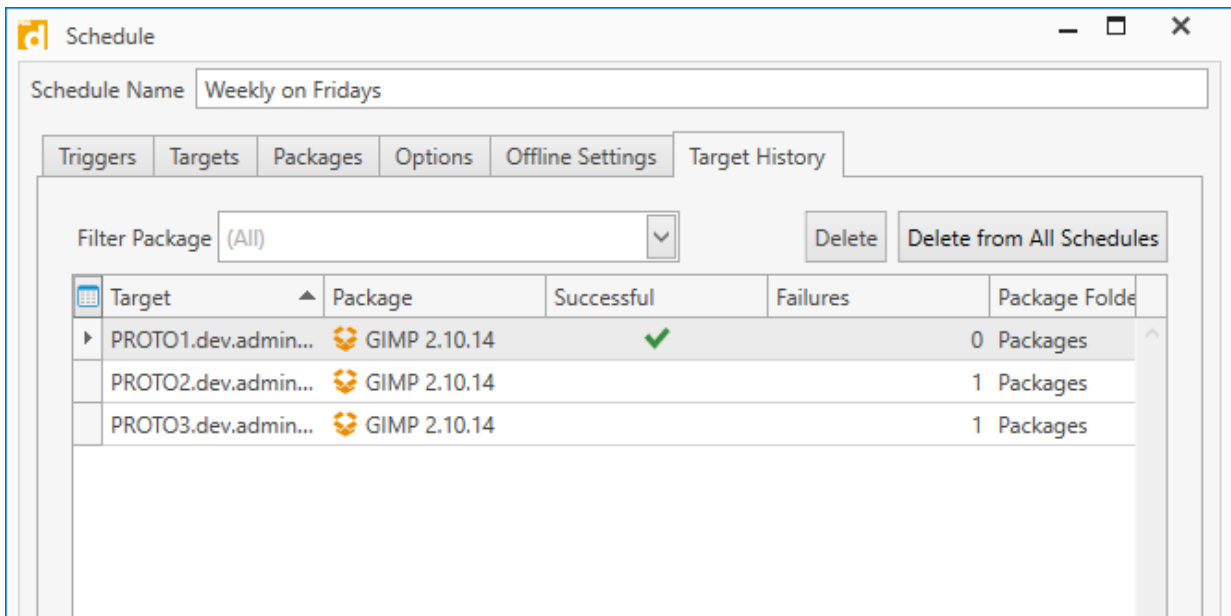 Schedule
Schedule Name Weekly on Fridays
Triggers Targets Packages Options Offline Settings Target History
Filter Package (All) Delete Delete from All Schedules
Target Package Successful Failures Package Folde
PROTO1.dev.admin... GIMP 2.10.14 0 Packages
PROTO2.dev.admin... GIMP 2.10.14 1 Packages
PROTO3.dev.admin... GIMP 2.10.14 1 Packages